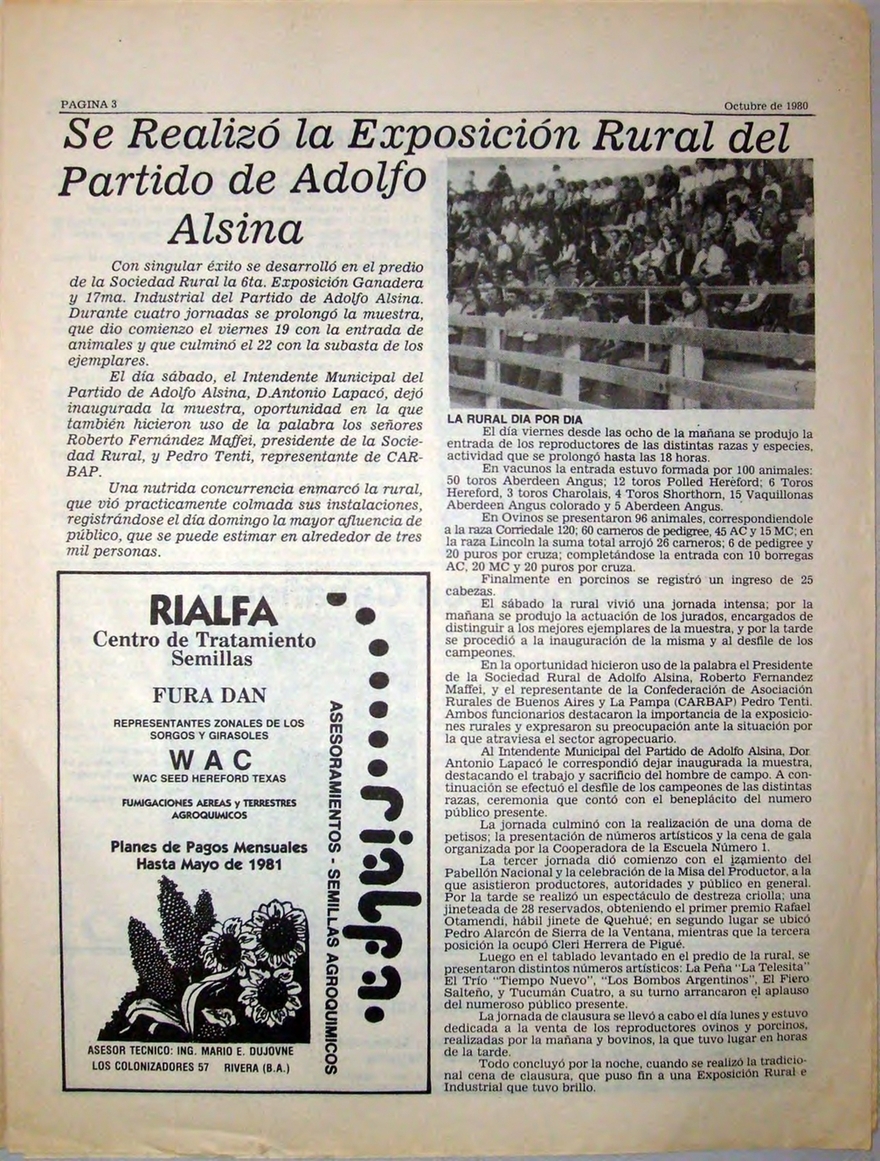 PAGINA 3
Octubre de 1980
Se Realizó la Exposición Rural del
Partido de Adolfo
Alsina
Con singular éxito se desarrolló en el predio
de la Sociedad Rural la 6ta. Exposición Ganadera
y 17ma. Industrial del Partido de Adolfo Alsina.
Durante cuatro jornadas se prolongó la muestra,
que dio comienzo el viernes 19 con la entrada de
animales y que culminó el 22 con la subasta de los
ejemplares.
El día sábado, el Intendente Municipal del
Partido de Adolfo Alsina, D.Antonio Lapacó, dejó
inaugurada la muestra, oportunidad en la que
también hicieron uso de la palabra los señores
Roberto Fernández Maffei, presidente de la Socie-
dad Rural, y Pedro Tenti, representante de CAR-
BAP.
Una nutrida concurrencia enmarcó la rural,
que vió practicamente colmada sus instalaciones,
registrándose el día domingo la mayor afluencia de
público, que se puede estimar en alrededor de tres
mil personas.
RIALFA
Centro de Tratamiento
Semillas
FURA DAN
REPRESENTANTES ZONALES DE LOS
SORGOS Y GIRASOLES
W A C
WAC SEED HEREFORD TEXAS
FUMIGACIONES AEREAS y TERRESTRES
AGROQUIMICOS
Planes de Pagos Mensuales
Hasta Mayo de 1981
ASESOR TECNICO: ING. MARIO E. DUJOVNE
LOS COLONIZADORES 57 RIVERA (B.A.)
ASESORAMIENTOS - SEMILLAS AGROQUIMICOS
rialfa.
LA RURAL DIA POR DIA
El día viernes desde las ocho de la mañana se produjo la
entrada de los reproductores de las distintas razas y especies,
actividad que se prolongó hasta las 18 horas.
En vacunos la entrada estuvo formada por 100 animales:
50 toros Aberdeen Angus; 12 toros Polled Hereford; 6 Toros
Hereford, 3 toros Charolais, 4 Toros Shorthorn, 15 Vaquillonas
Aberdeen Angus colorado y 5 Aberdeen Angus.
En Ovinos se presentaron 96 animales, correspondiendole
a la raza Corriedale 120; 60 carneros de pedigree, 45 AC y 15 MC; en
la raza Lincoln la suma total arrojó 26 carneros; 6 de pedigree y
20 puros por cruza; completándose la entrada con 10 borregas
AC, 20 MC y 20 puros por cruza.
Finalmente en porcinos se registró un ingreso de 25
cabezas.
El sábado la rural vivió una jornada intensa; por la
mañana se produjo la actuación de los jurados, encargados de
distinguir a los mejores ejemplares de la muestra, y por la tarde
se procedió a la inauguración de la misma y al desfile de los
campeones.
En la oportunidad hicieron uso de la palabra el Presidente
de la Sociedad Rural de Adolfo Alsina, Roberto Fernandez
Maffei, y el representante de la Confederación de Asociación
Rurales de Buenos Aires y La Pampa (CARBAP) Pedro Tenti.
Ambos funcionarios destacaron la importancia de la exposicio-
nes rurales y expresaron su preocupación ante la situación por
la que atraviesa el sector agropecuario.
Al Intendente Municipal del Partido de Adolfo Alsina, Don
Antonio Lapacó le correspondió dejar inaugurada la muestra,
destacando el trabajo y sacrificio del hombre de campo. A con-
tinuación se efectuó el desfile de los campeones de las distintas
razas, ceremonia que contó con el beneplácito del numero
público presente.
La jornada culminó con la realización de una doma de
petisos; la presentación de números artísticos y la cena de gala
organizada por la Cooperadora de la Escuela Número 1.
La tercer jornada dió comienzo con el izamiento del
Pabellón Nacional y la celebración de la Misa del Productor, a la
que asistieron productores, autoridades y público en general.
Por la tarde se realizó un espectáculo de destreza criolla; una
jineteada de 28 reservados, obteniendo el primer premio Rafael
Otamendi, hábil jinete de Quehué; en segundo lugar se ubicó
Pedro Alarcón de Sierra de la Ventana, mientras que la tercera
posición la ocupó Cleri Herrera de Pigué.
Luego en el tablado levantado en el predio de la rural, se
presentaron distintos números artísticos: La Peña "La Telesita"
El Trío "Tiempo Nuevo", "Los Bombos Argentinos", El Fiero
Salteño, y Tucumán Cuatro, a su turno arrancaron el aplauso
del numeroso público presente.
La jornada de clausura se llevó a cabo el día lunes y estuvo
dedicada a la venta de los reproductores ovinos y porcinos,
realizadas por la mañana y bovinos, la que tuvo lugar en horas
de la tarde.
Todo concluyó por la noche, cuando se realizó la tradicio-
nal cena de clausura, que puso fin a una Exposición Rural e
Industrial que tuvo brillo.